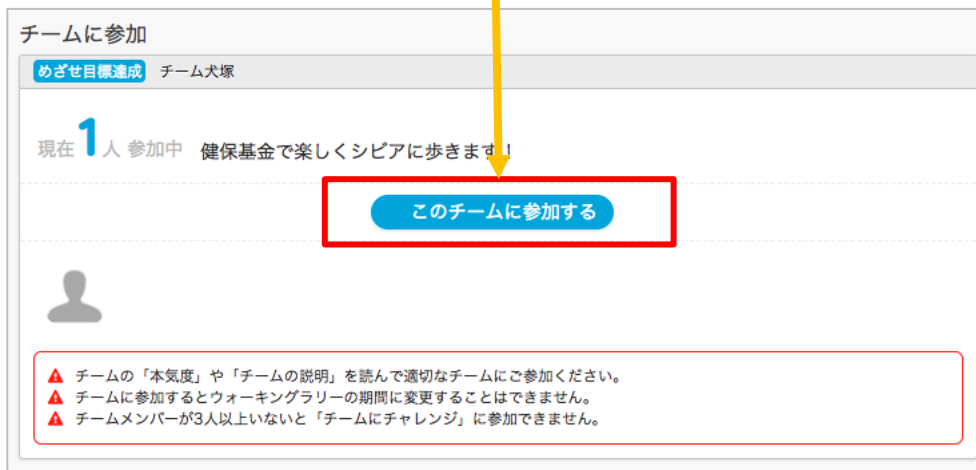 チームに参加
めざせ目標達成 チーム犬塚
現在1人 参加中 健保基金で楽しくシビアに歩きます！
このチームに参加する
チームの「本気度」や「チームの説明」を読んで適切なチームにご参加ください。
チームに参加するとウォーキングラリーの期間に変更することはできません。
チームメンバーが3人以上いないと「チームにチャレンジ」に参加できません。